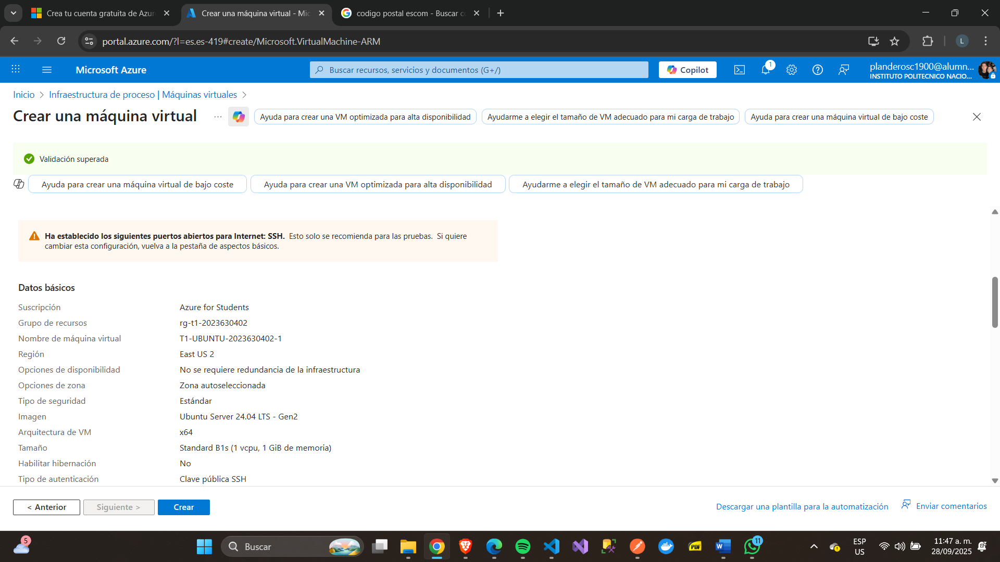 Crea tu cuenta gratuita de Azur
Crear una máquina virtual - Mic
codigo postal escom - Buscar co
portal.azure.com/?l=es.es-419#create/Microsoft.VirtualMachine-ARM
L
Microsoft Azure
Buscar recursos, servicios y documentos (G+/)
Copilot
1
planderosc1900@alumn...
INSTITUTO POLITECNICO NACIO...
Inicio > Infraestructura de proceso | Máquinas virtuales >
Crear una máquina virtual
...
Ayuda para crear una VM optimizada para alta disponibilidad
Ayudarme a elegir el tamaño de VM adecuado para mi carga de trabajo
Ayuda para crear una máquina virtual de bajo coste
Validación superada
Ayuda para crear una máquina virtual de bajo coste
Ayuda para crear una VM optimizada para alta disponibilidad
Ayudarme a elegir el tamaño de VM adecuado para mi carga de trabajo
Ha establecido los siguientes puertos abiertos para Internet: SSH. Esto solo se recomienda para las pruebas. Si quiere
cambiar esta configuración, vuelva a la pestaña de aspectos básicos.
Datos básicos
Suscripción Azure for Students
Grupo de recursos rg-t1-2023630402
Nombre de máquina virtual T1-UBUNTU-2023630402-1
Región East US 2
Opciones de disponibilidad No se requiere redundancia de la infraestructura
Opciones de zona Zona autoseleccionada
Tipo de seguridad Estándar
Imagen Ubuntu Server 24.04 LTS - Gen2
Arquitectura de VM x64
Tamaño Standard B1s (1 vcpu, 1 GiB de memoria)
Habilitar hibernación No
Tipo de autenticación Clave pública SSH
< Anterior
Siguiente >
Crear
Descargar una plantilla para la automatización
Enviar comentarios
5
Buscar
PDF
W
11
ESP
US
11:47 a. m.
28/09/2025